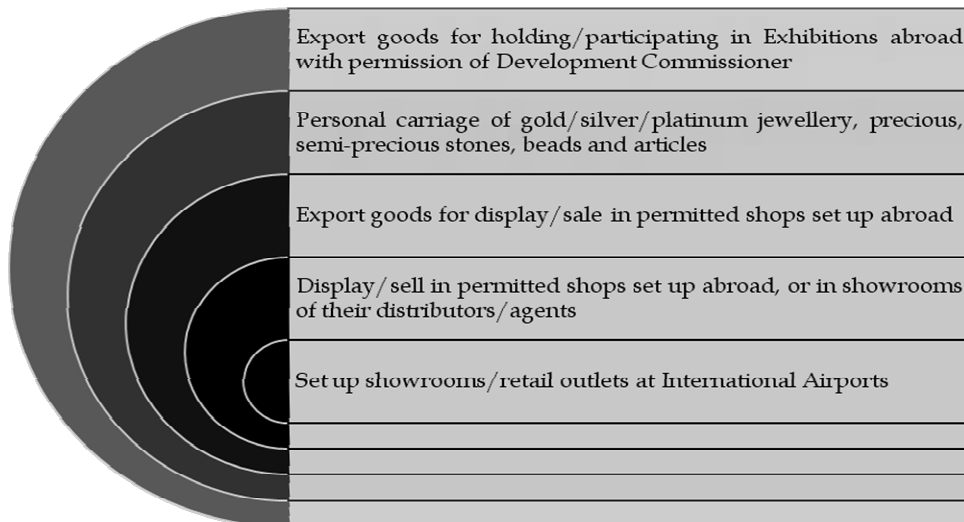 Export goods for holding/participating in Exhibitions abroad
with permission of Development Commissioner
Personal carriage of gold/silver/platinum jewellery, precious,
semi-precious stones, beads and articles
Export goods for display/sale in permitted shops set up abroad
Display/sell in permitted shops set up abroad, or in showrooms
of their distributors/agents
Set up showrooms/retail outlets at International Airports